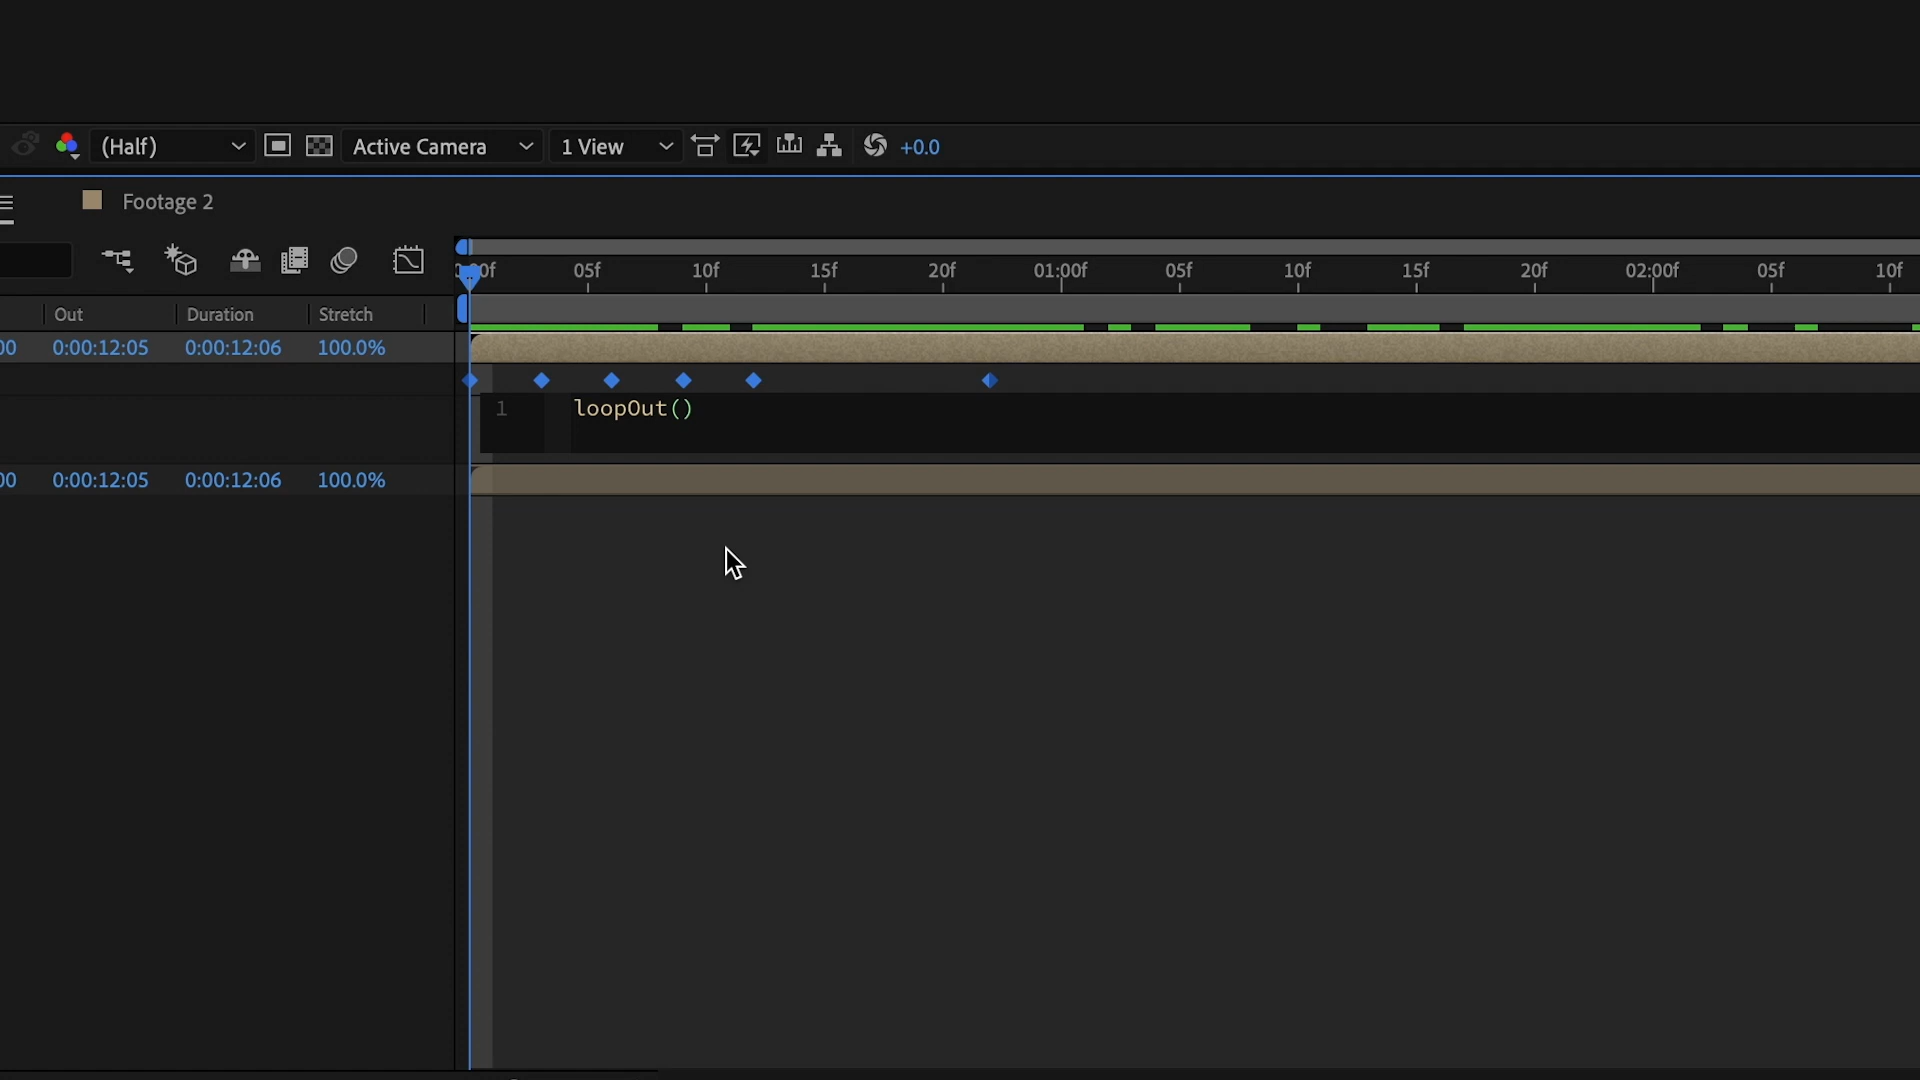 (Half) Active Camera 1 View +0.0
Footage 2
05f 10f 15f 20f 01:00f 05f 10f 15f 20f 02:00f 05f 10f
Out Duration Stretch
00 0:00:12:05 0:00:12:06 100.0%
1 loopOut()
00 0:00:12:05 0:00:12:06 100.0%